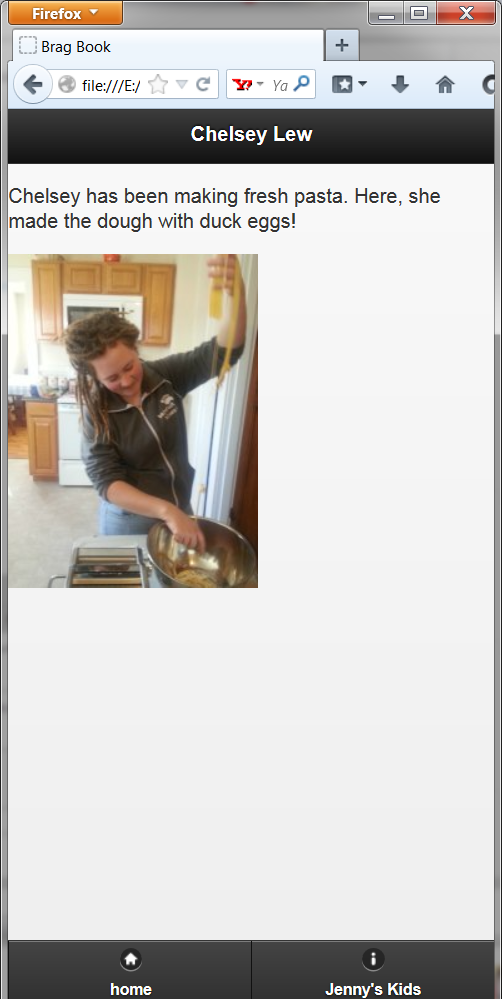 Firefox
Brag Book
file:///E:/
Ya
Chelsey Lew
Chelsey has been making fresh pasta. Here, she
made the dough with duck eggs!
home
Jenny's Kids